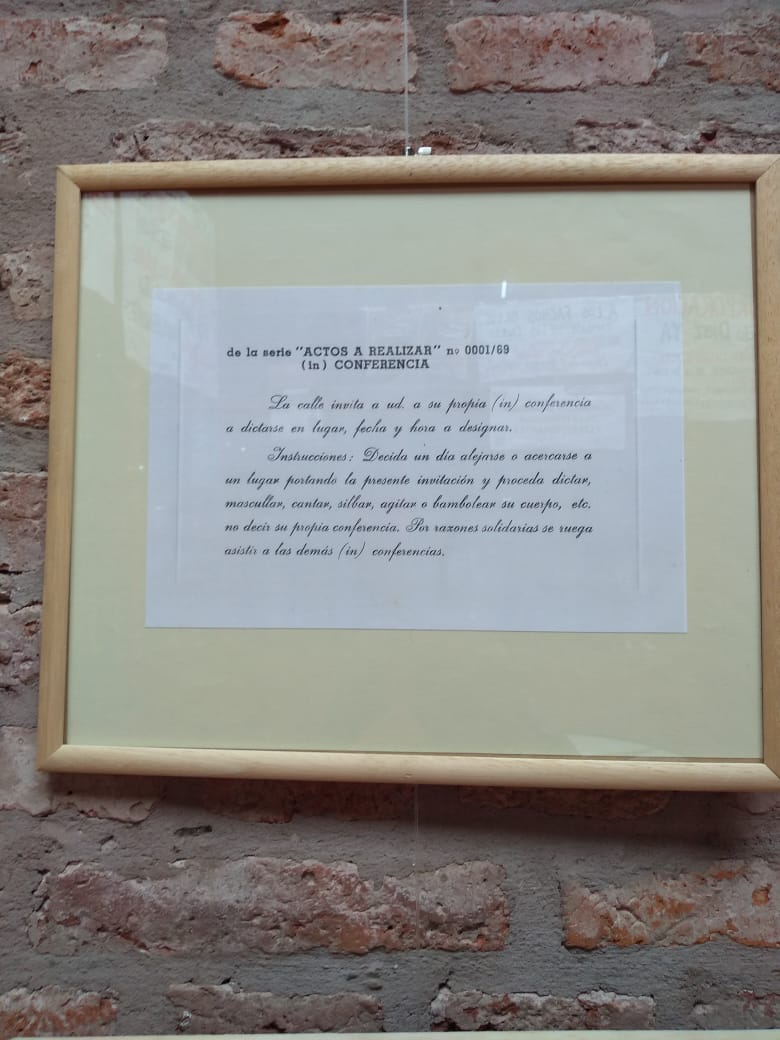 de la serie "ACTOS A REALIZAR" nº 0001/69
(in) CONFERENCIA
La calle invita a ud. a su propia (in) conferencia
a dictarse en lugar, fecha y hora a designar.
Instrucciones: Decida un día alejarse o acercarse a
un lugar portando la presente invitación y proceda dictar,
mascullar, cantar, silbar, agitar o bambolear su cuerpo, etc.
no decir su propia conferencia. Por razones solidarias se ruega
asistir a las demás (in) conferencias.